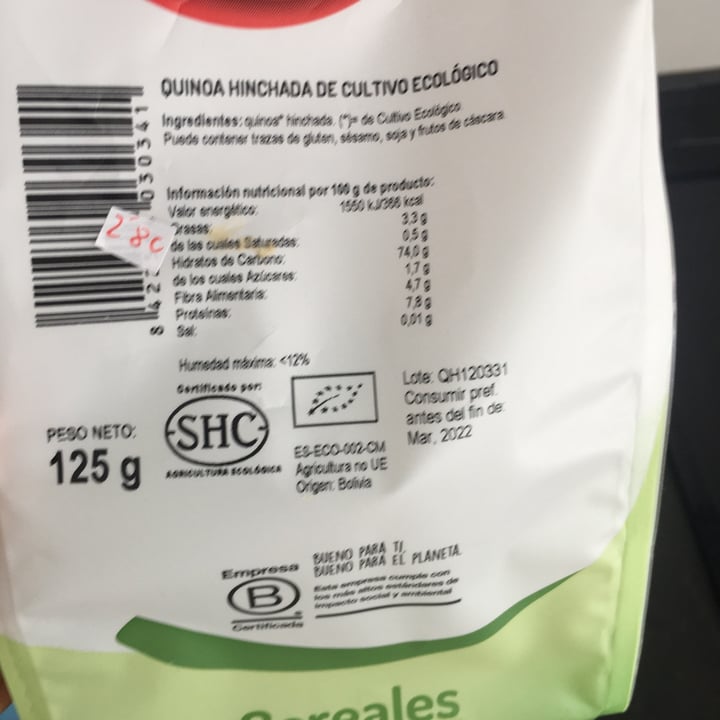 QUINOA HINCHADA DE CULTIVO ECOLÓGICO
Ingredientes: quinoa* hinchada. (*)= de Cultivo Ecológico
Puede contener trazas de gluten, sésamo, soja y frutos de cáscara.
Información nutricional por 100 g de producto:
Valor energético: 1550 kJ/366 kcal
Grasas: 3,3 g
de las cuales Saturadas: 0,5 g
Hidratos de Carbono: 74,0 g
de los cuales Azúcares: 1,7 g
Fibra Alimentaria: 4,7 g
Proteínas: 7,8 g
Sal: 0,01 g
030341
2'80
Humedad máxima: <12%
Certificado por:
SHC
AGRICULTURA ECOLÓGICA
PESO NETO:
125 g
ES-ECO-002-CM
Agricultura no UE
Origen: Bolivia
Lote: QH120331
Consumir pref.
antes del fin de:
Mar, 2022
Empresa
B
Certificada
BUENO PARA TI,
BUENO PARA EL PLANETA.
Esta empresa cumple con
los más altos estándares de
impacto social y ambiental
Cereales